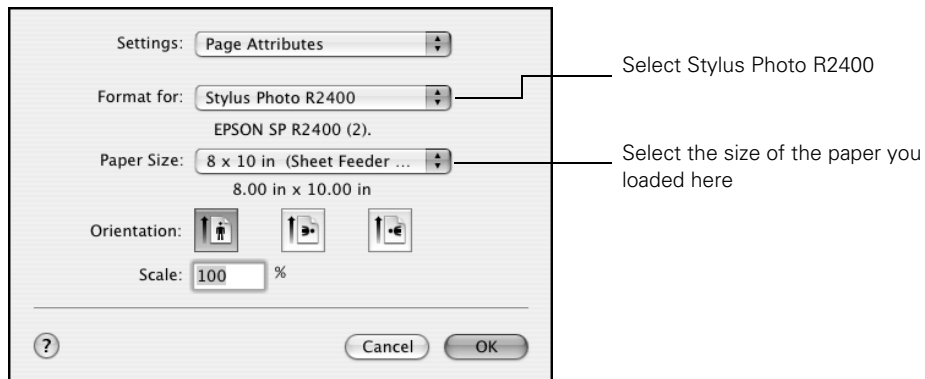 Settings: Page Attributes
Format for: Stylus Photo R2400
EPSON SP R2400 (2).
Paper Size: 8 x 10 in (Sheet Feeder ...
8.00 in x 10.00 in
Orientation:
Scale: 100 %
? Cancel OK
Select Stylus Photo R2400
Select the size of the paper you
loaded here